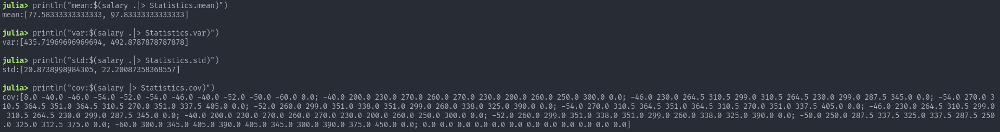 julia> println("mean:$(salary .|> Statistics.mean)")
mean:[77.58333333333333, 97.83333333333333]
julia> println("var:$(salary .|> Statistics.var)")
var:[435.71969696969694, 492.8787878787878]
julia> println("std:$(salary .|> Statistics.std)")
std:[20.8738998984305, 22.20087358368557]
julia> println("cov:$(salary |> Statistics.cov)")
cov:[8.0 -40.0 -46.0 -54.0 -52.0 -54.0 -46.0 -40.0 -52.0 -50.0 -60.0 0.0; -40.0 200.0 230.0 270.0 260.0 270.0 230.0 200.0 260.0 250.0 300.0 0.0; -46.0 230.0 264.5 310.5 299.0 310.5 264.5 230.0 299.0 287.5 345.0 0.0; -54.0 270.0 3
10.5 364.5 351.0 364.5 310.5 270.0 351.0 337.5 405.0 0.0; -52.0 260.0 299.0 351.0 338.0 351.0 299.0 260.0 338.0 325.0 390.0 0.0; -54.0 270.0 310.5 364.5 351.0 364.5 310.5 270.0 351.0 337.5 405.0 0.0; -46.0 230.0 264.5 310.5 299.0
310.5 264.5 230.0 299.0 287.5 345.0 0.0; -40.0 200.0 230.0 270.0 260.0 270.0 230.0 200.0 260.0 250.0 300.0 0.0; -52.0 260.0 299.0 351.0 338.0 351.0 299.0 260.0 338.0 325.0 390.0 0.0; -50.0 250.0 287.5 337.5 325.0 337.5 287.5 250
.0 325.0 312.5 375.0 0.0; -60.0 300.0 345.0 405.0 390.0 405.0 345.0 300.0 390.0 375.0 450.0 0.0; 0.0 0.0 0.0 0.0 0.0 0.0 0.0 0.0 0.0 0.0 0.0 0.0]